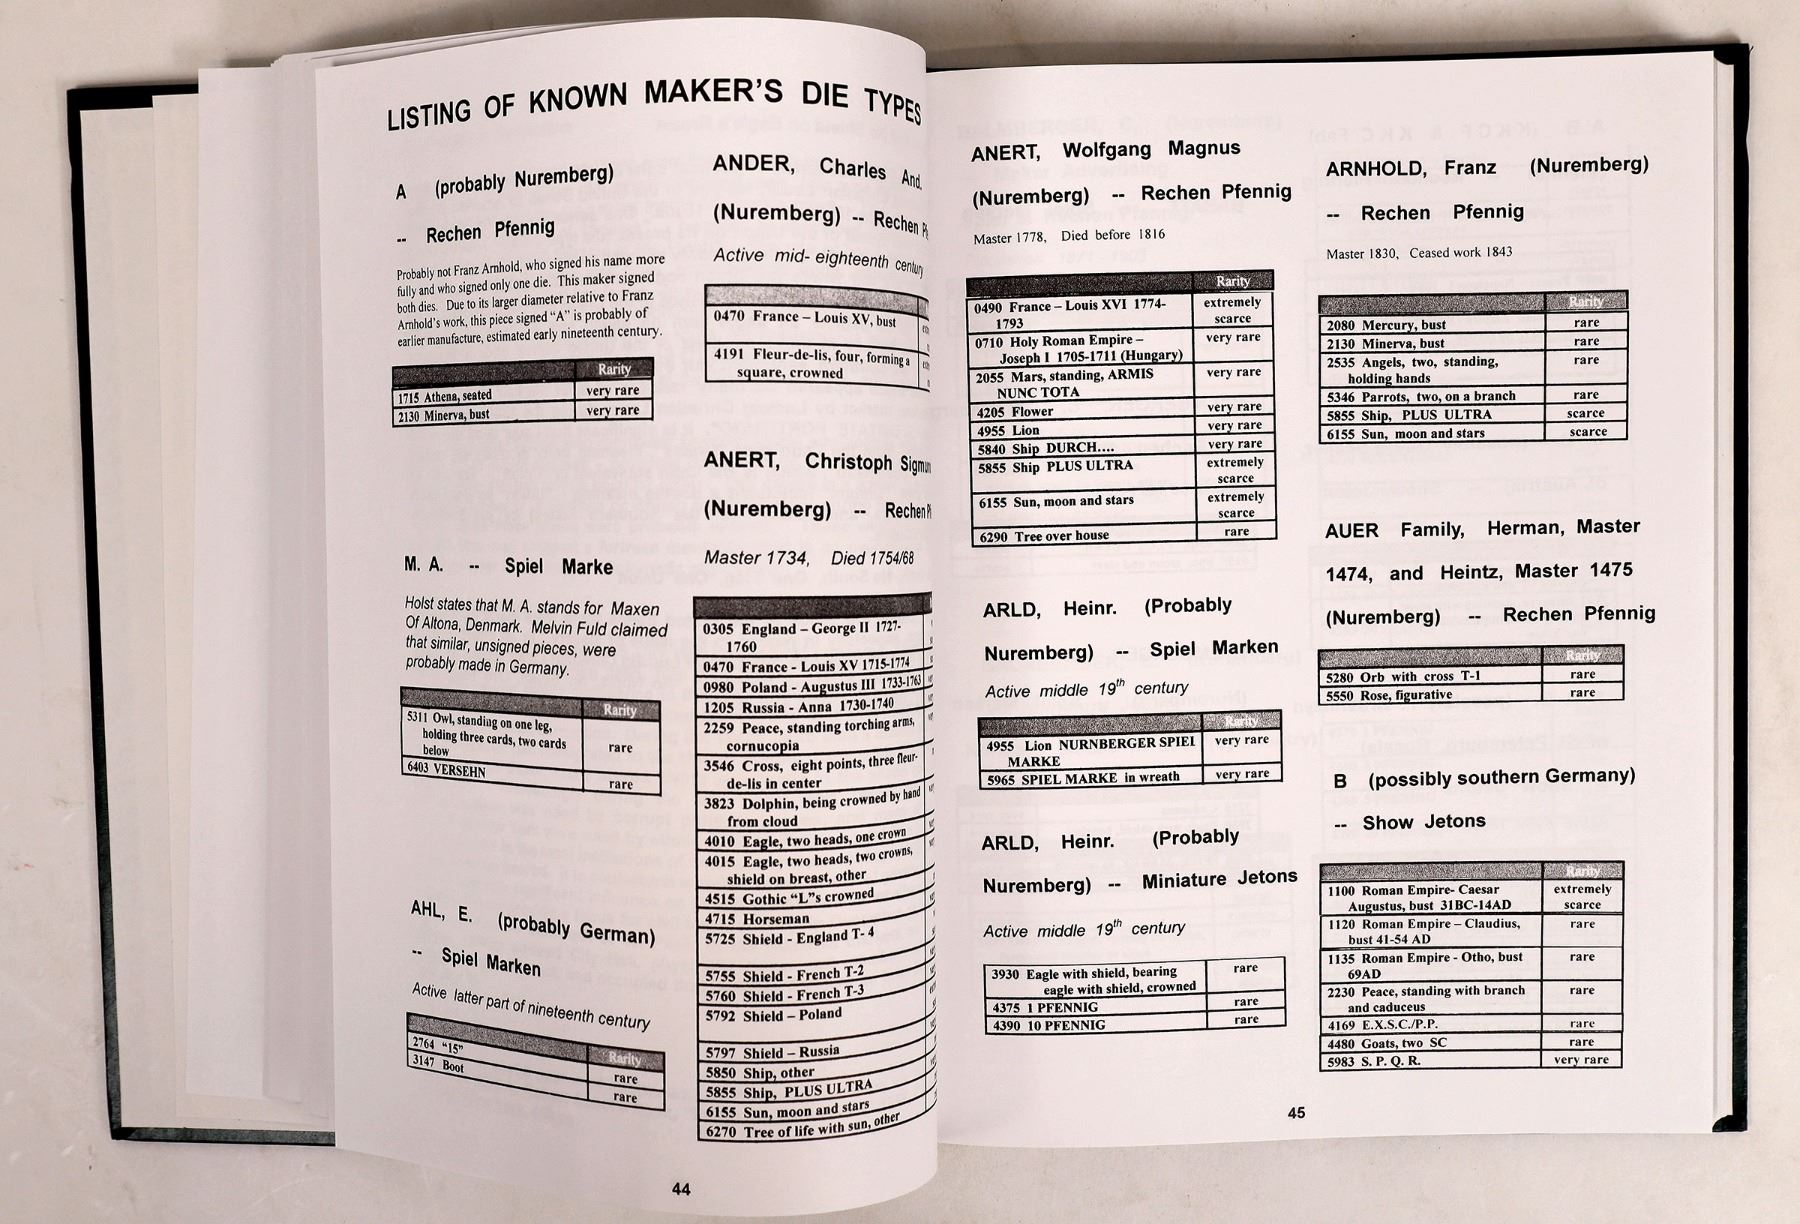 LISTING OF KNOWN MAKER'S DIE TYPES
A (probably Nuremberg)
-- Rechen Pfennig
Probably not Franz Arnhold, who signed his name more
fully and who signed only one die. This maker signed
both dies. Due to its larger diameter relative to Franz
Arnhold's work, this piece signed "A" is probably of
earlier manufacture, estimated early nineteenth century.
Rarity
1715 Athena, seated very rare
2130 Minerva, bust very rare
M. A. -- Spiel Marke
Holst states that M. A. stands for Maxen
Of Altona, Denmark. Melvin Fuld claimed
that similar, unsigned pieces, were
probably made in Germany.
Rarity
5311 Owl, standing on one leg,
holding three cards, two cards
below rare
6403 VERSEHN rare
AHL, E. (probably German)
-- Spiel Marken
Active latter part of nineteenth century
Rarity
2764 "15" rare
3147 Boot rare
ANDER, Charles And.
(Nuremberg) -- Rechen
Active mid- eighteenth century
0470 France – Louis XV, bust
4191 Fleur-de-lis, four, forming a
square, crowned
ANERT, Christoph
(Nuremberg) -- Rechen
Master 1734, Died 1754/68
0305 England – George II 1727-
1760
0470 France - Louis XV 1715-1774
0980 Poland - Augustus III 1733-1763
1205 Russia - Anna 1730-1740
2259 Peace, standing torching arms,
cornucopia
3546 Cross, eight points, three fleur-
de-lis in center
3823 Dolphin, being crowned by hand
from cloud
4010 Eagle, two heads, one crown
4015 Eagle, two heads, two crowns,
shield on breast, other
4515 Gothic "L"s crowned
4715 Horseman
5725 Shield - England T- 4
5755 Shield - French T-2
5760 Shield - French T-3
5792 Shield – Poland
5797 Shield – Russia
5850 Ship, other
5855 Ship, PLUS ULTRA
6155 Sun, moon and stars
6270 Tree of life with sun, other
44
ANERT, Wolfgang Magnus
(Nuremberg) -- Rechen Pfennig
Master 1778, Died before 1816
Rarity
0490 France – Louis XVI 1774- extremely
1793 scarce
0710 Holy Roman Empire – very rare
Joseph I 1705-1711 (Hungary)
2055 Mars, standing, ARMIS very rare
NUNC TOTA
4205 Flower very rare
4955 Lion very rare
5840 Ship DURCH.... very rare
5855 Ship PLUS ULTRA extremely
scarce
6155 Sun, moon and stars extremely
scarce
6290 Tree over house rare
ARLD, Heinr. (Probably
Nuremberg) -- Spiel Marken
Active middle 19th century
Rarity
4955 Lion NURNBERGER SPIEL very rare
MARKE
5965 SPIEL MARKE in wreath very rare
ARLD, Heinr. (Probably
Nuremberg) -- Miniature Jetons
Active middle 19th century
3930 Eagle with shield, bearing rare
eagle with shield, crowned
4375 1 PFENNIG rare
4390 10 PFENNIG rare
ARNHOLD, Franz (Nuremberg)
-- Rechen Pfennig
Master 1830, Ceased work 1843
Rarity
2080 Mercury, bust rare
2130 Minerva, bust rare
2535 Angels, two, standing, rare
holding hands
5346 Parrots, two, on a branch rare
5855 Ship, PLUS ULTRA scarce
6155 Sun, moon and stars scarce
AUER Family, Herman, Master
1474, and Heintz, Master 1475
(Nuremberg) -- Rechen Pfennig
Rarity
5280 Orb with cross T-1 rare
5550 Rose, figurative rare
B (possibly southern Germany)
-- Show Jetons
Rarity
1100 Roman Empire- Caesar extremely
Augustus, bust 31BC-14AD scarce
1120 Roman Empire – Claudius, rare
bust 41-54 AD
1135 Roman Empire - Otho, bust rare
69AD
2230 Peace, standing with branch rare
and caduceus
4169 E.X.S.C./P.P. rare
4480 Goats, two SC rare
5983 S. P. Q. R. very rare
45